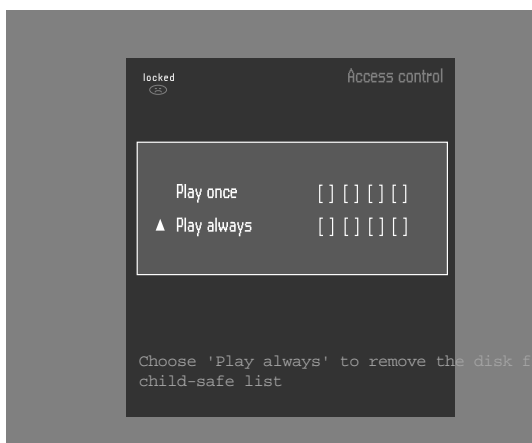 locked
Access control
Play once [ ] [ ] [ ] [ ]
▲ Play always [ ] [ ] [ ] [ ]
Choose 'Play always' to remove the disk f
child-safe list